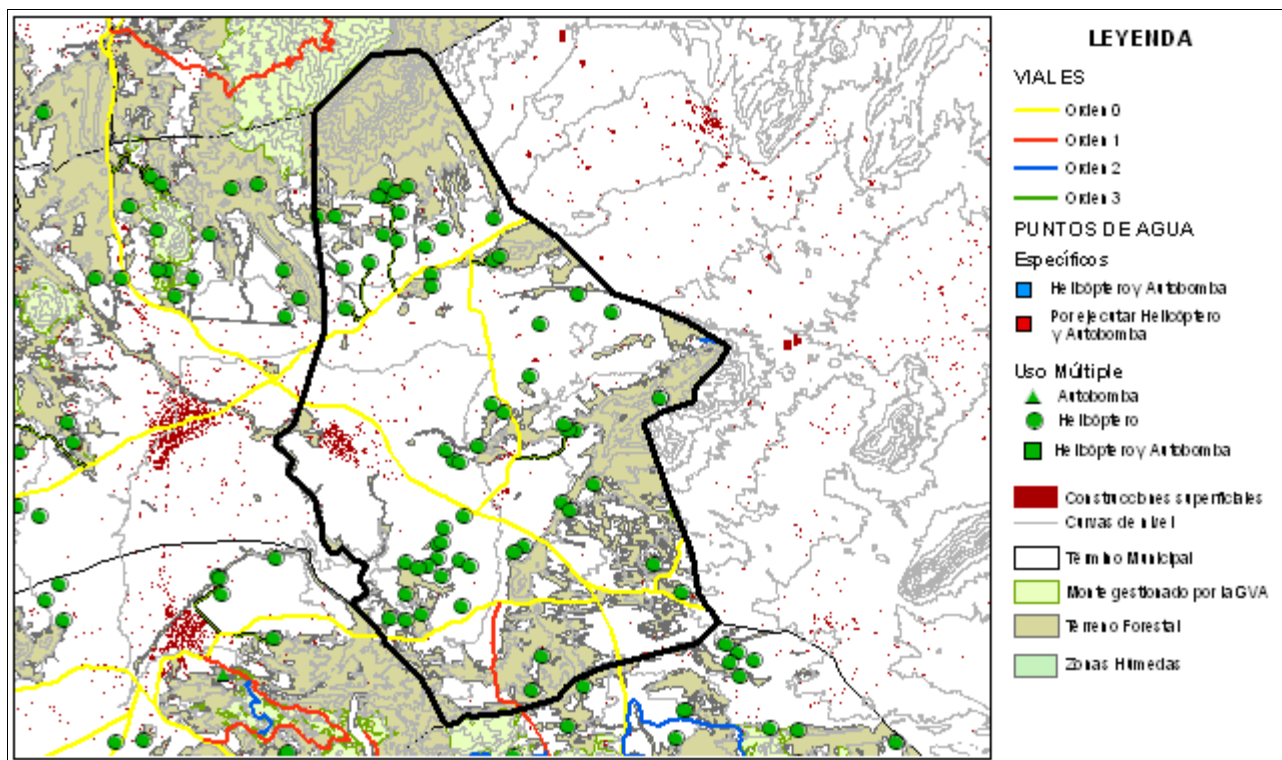 LEYENDA
VIALES
Orden 0
Orden 1
Orden 2
Orden 3
PUNTOS DE AGUA
Específicos
Helicóptero y Autobomba
Por ejecutar Helicóptero
y Autobomba
Uso Múltiple
Autobomba
Helicóptero
Helicóptero y Autobomba
Construcciones superficiales
Curvas de nivel
Término Municipal
Monte gestionado por la GVA
Terreno Forestal
Zonas Húmedas